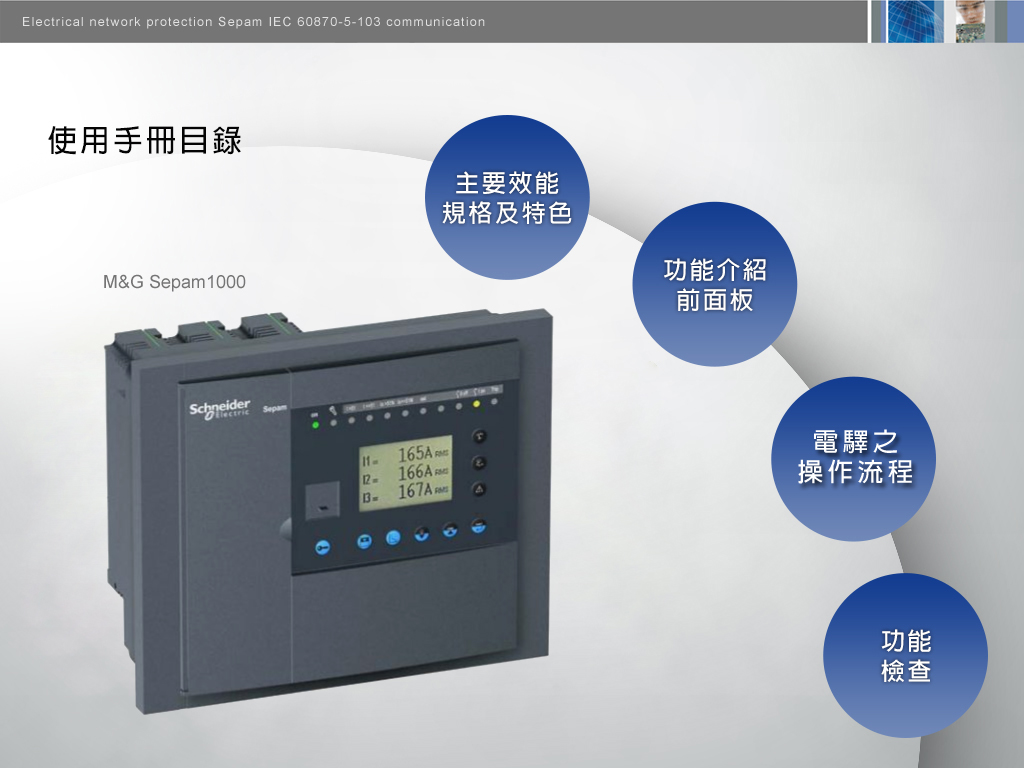 Electrical network protection Sepam IEC 60870-5-103 communication
使用手冊目錄
主要效能
規格及特色
功能介紹
前面板
M&G Sepam1000
Schneider
Electric
Sepam
on
I1 = 165A RMS
I2 = 166A RMS
I3 = 167A RMS
電驛之
操作流程
功能
檢查